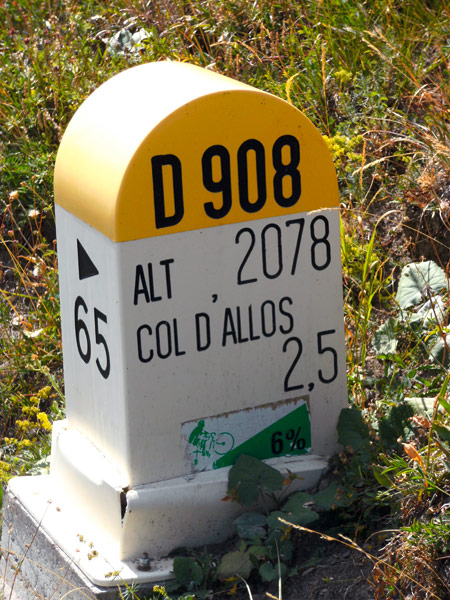 D 908
65
ALT, 2078
COL D'ALLOS
2,5
6%